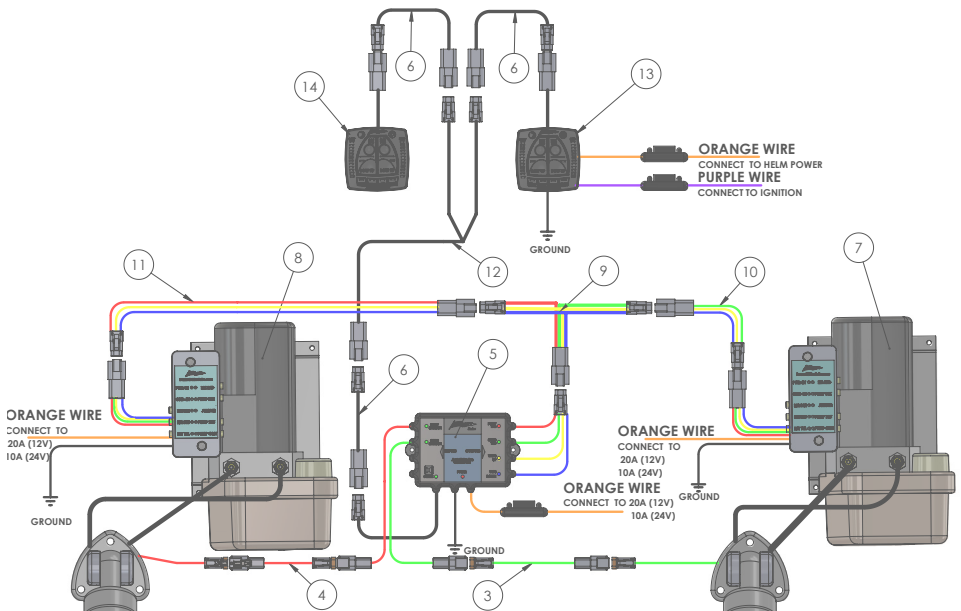 6
6
14
13
ORANGE WIRE
CONNECT TO HELM POWER
PURPLE WIRE
CONNECT TO IGNITION
GROUND
11
8
12
9
10
7
5
6
ORANGE WIRE
CONNECT TO
20A (12V)
10A (24V)
GROUND
ORANGE WIRE
CONNECT TO
20A (12V)
10A (24V)
GROUND
ORANGE WIRE
CONNECT TO 20A (12V)
10A (24V)
GROUND
4
3